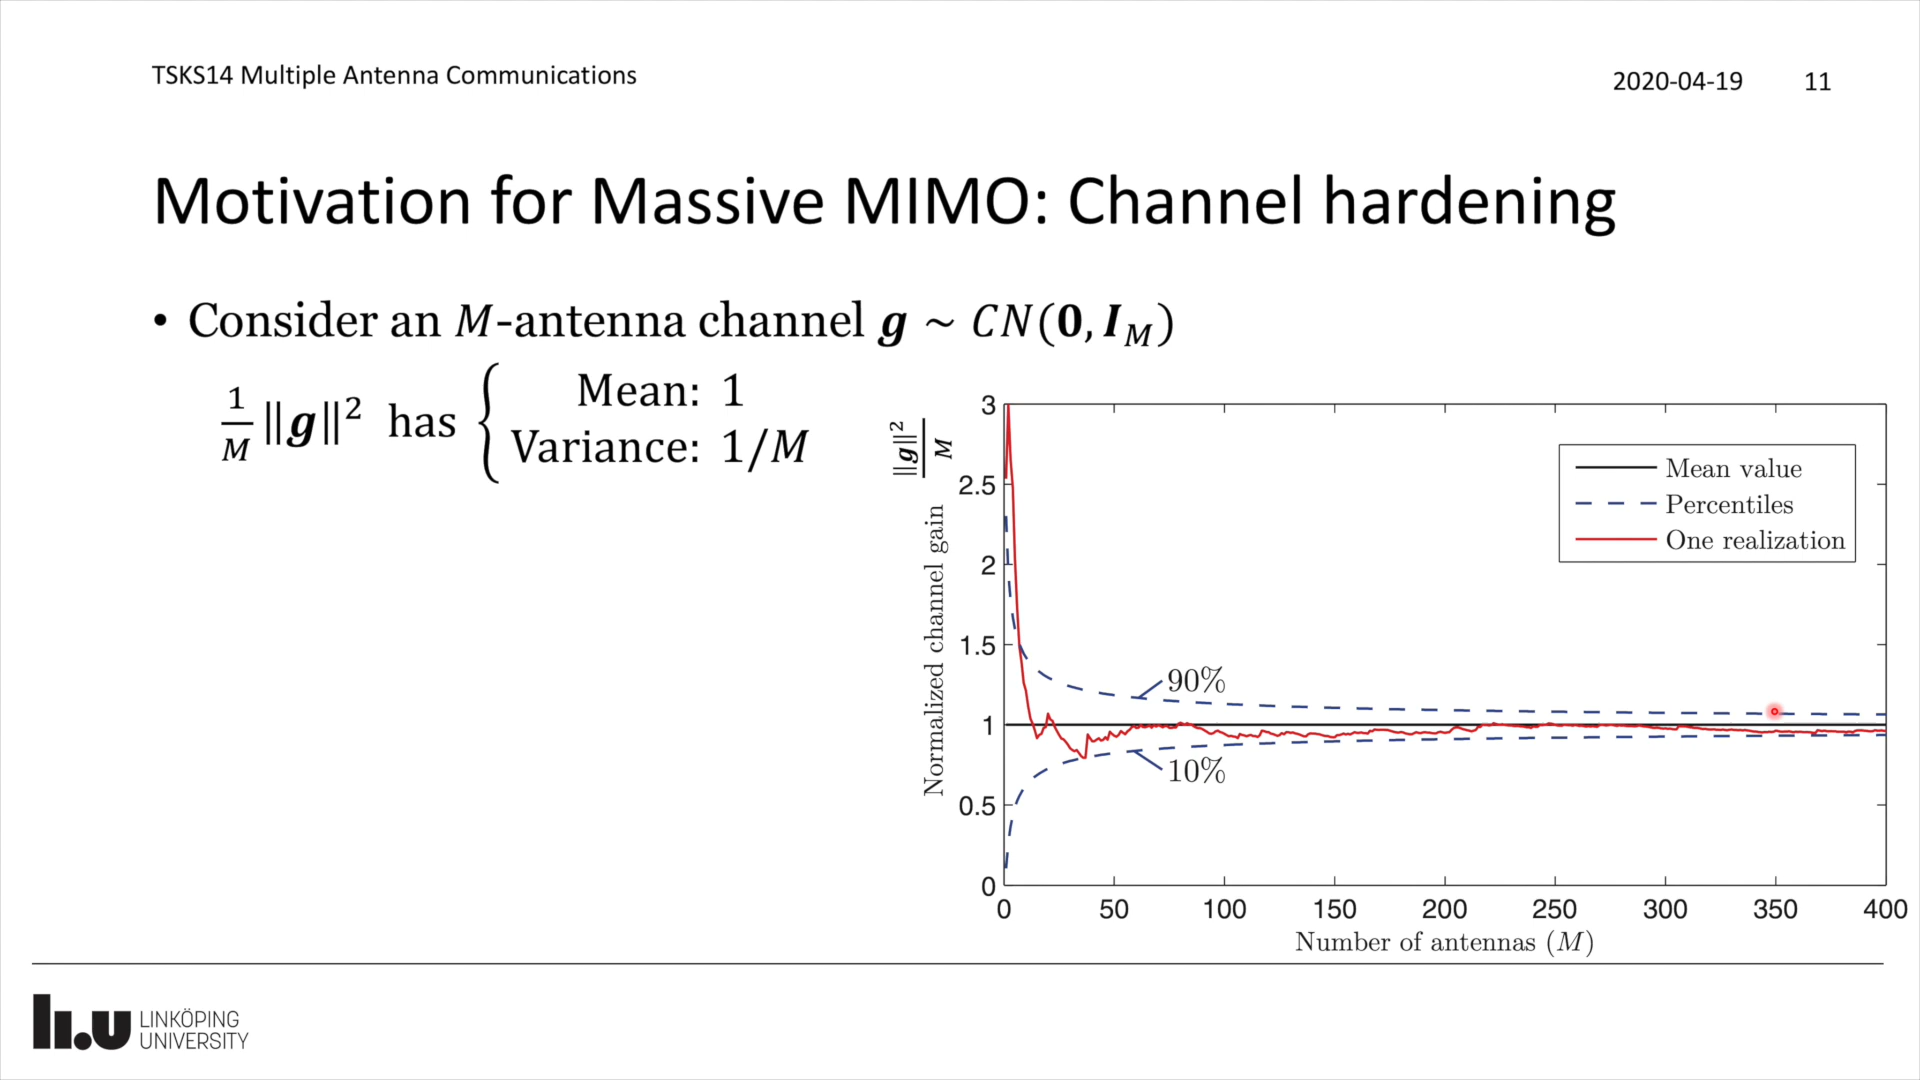 TSKS14 Multiple Antenna Communications
2020-04-19 11
Motivation for Massive MIMO: Channel hardening
• Consider an M-antenna channel g ~ CN(0, I_M)
1/M ‖g‖² has { Mean: 1
Variance: 1/M
‖g‖²/M
Normalized channel gain
3
2.5
2
1.5
1
0.5
0
Mean value
Percentiles
One realization
90%
10%
0 50 100 150 200 250 300 350 400
Number of antennas (M)
li.u LINKÖPING
UNIVERSITY